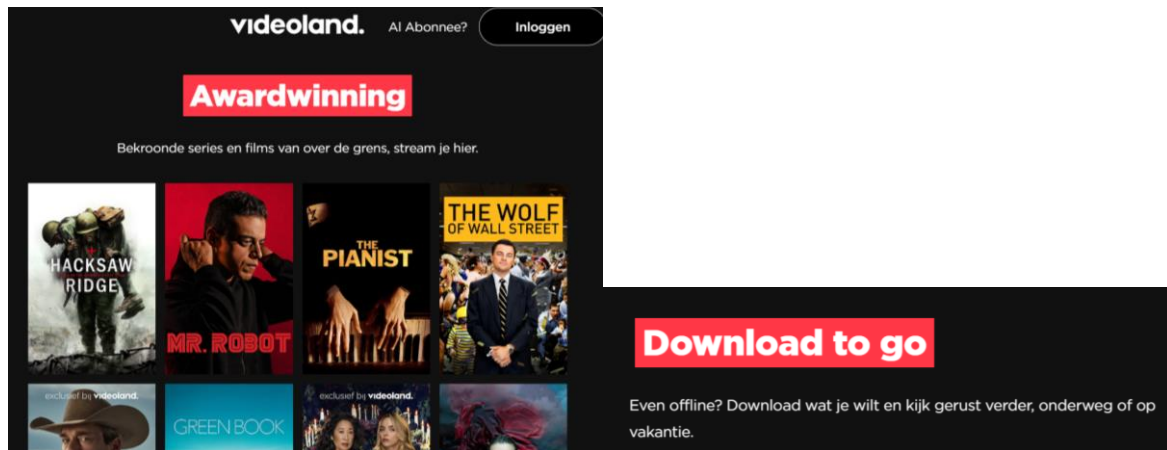 videoland. Al Abonnee? Inloggen
Awardwinning
Bekroonde series en films van over de grens, stream je hier.
HACKSAW
RIDGE
MR. ROBOT
THE
PIANIST
THE WOLF
OF WALL STREET
exclusief bij videoland.
GREEN BOOK
exclusief bij videoland.
Download to go
Even offline? Download wat je wilt en kijk gerust verder, onderweg of op
vakantie.